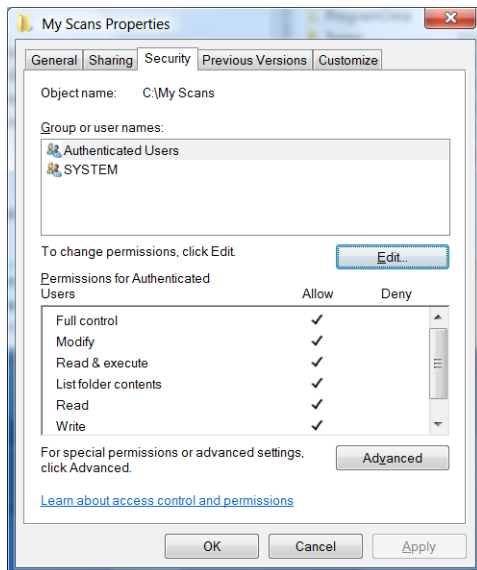 My Scans Properties
General Sharing Security Previous Versions Customize
Object name: C:\My Scans
Group or user names:
Authenticated Users
SYSTEM
To change permissions, click Edit.
Edit...
Permissions for Authenticated
Users Allow Deny
Full control
Modify
Read & execute
List folder contents
Read
Write
For special permissions or advanced settings,
click Advanced.
Advanced
Learn about access control and permissions
OK Cancel Apply